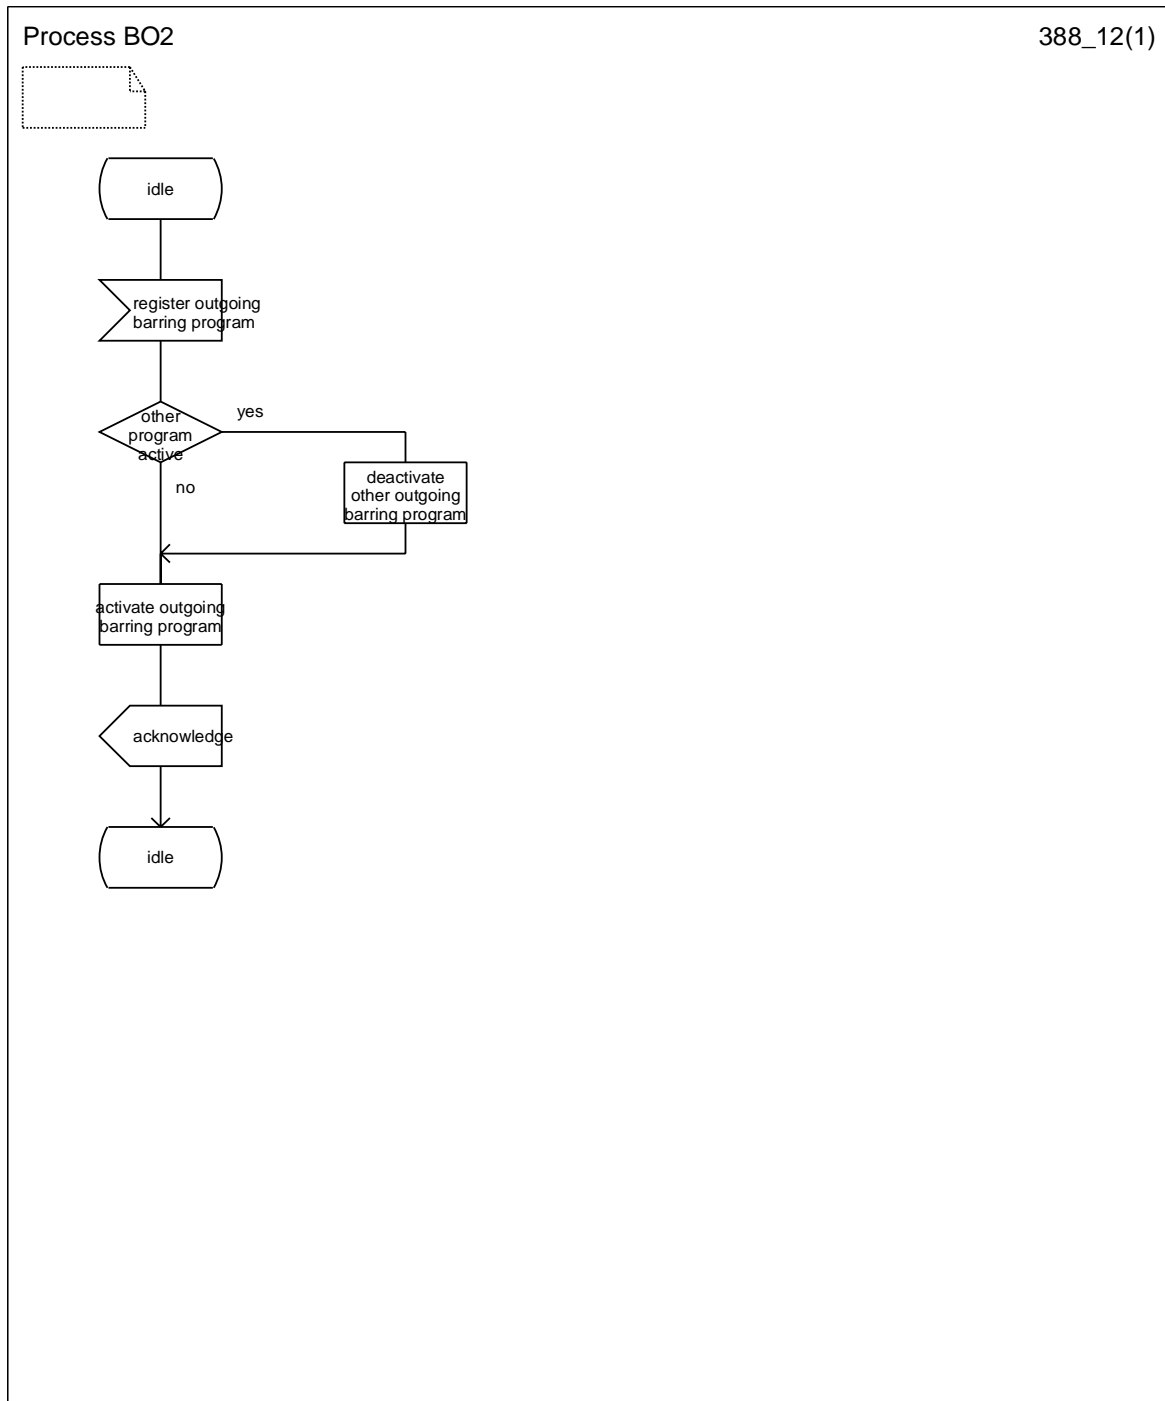 Process BO2
388_12(1)
idle
register outgoing
barring program
other
program
active
yes
no
deactivate
other outgoing
barring program
activate outgoing
barring program
acknowledge
idle